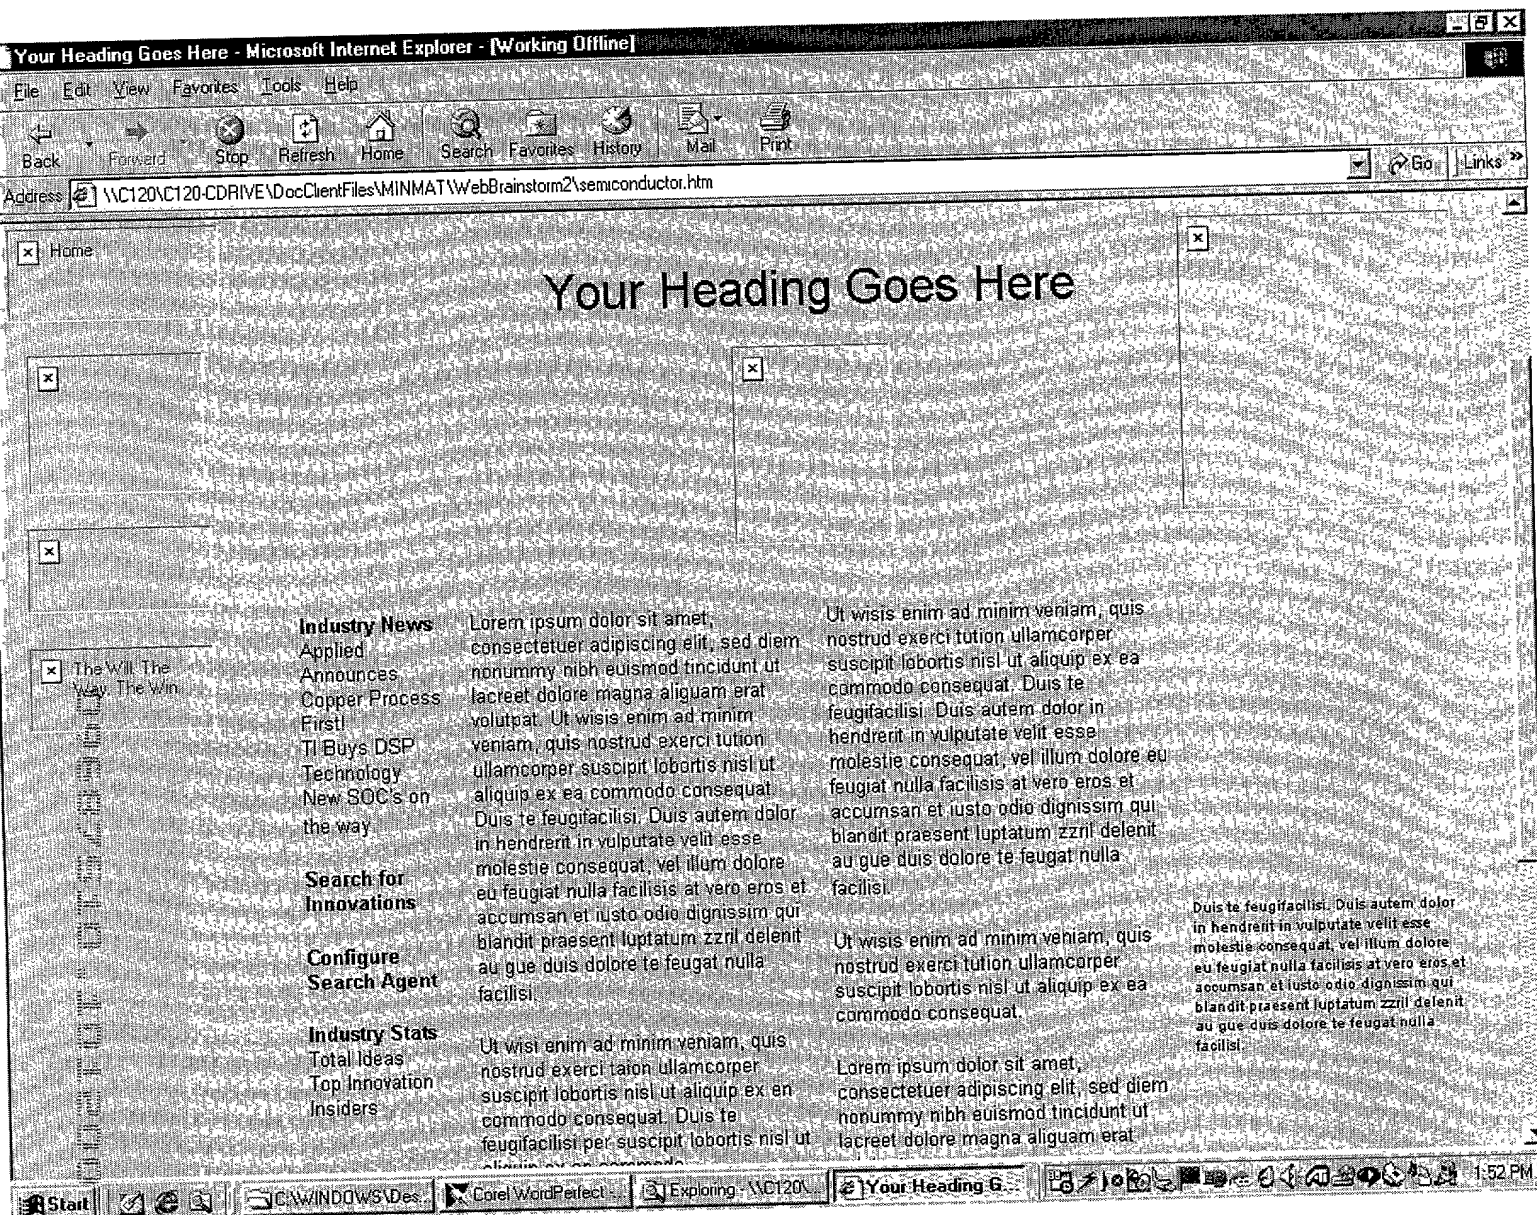 Your Heading Goes Here - Microsoft Internet Explorer - [Working Offline]
File Edit View Favorites Tools Help
Back Forward Stop Refresh Home Search Favorites History Mail Print
Address \\C120\C120-CDRIVE\DocClientFiles\MINMAT\WebBrainstorm2\semiconductor.htm Go Links »
Home
Your Heading Goes Here
The Will. The
Way. The Win
Industry News
Applied
Announces
Copper Process
First!
TI Buys DSP
Technology
New SOC's on
the way
Search for
Innovations
Configure
Search Agent
Industry Stats
Total Ideas
Top Innovation
Insiders
Lorem ipsum dolor sit amet,
consectetuer adipiscing elit, sed diem
nonummy nibh euismod tincidunt ut
lacreet dolore magna aliguam erat
volutpat. Ut wisis enim ad minim
veniam, quis nostrud exerci tution
ullamcorper suscipit lobortis nisl ut
aliquip ex ea commodo consequat.
Duis te feugifacilisi. Duis autem dolor
in hendrerit in vulputate velit esse
molestie consequat, vel illum dolore
eu feugiat nulla facilisis at vero eros et
accumsan et iusto odio dignissim qui
blandit praesent luptatum zzril delenit
au gue duis dolore te feugat nulla
facilisi.
Ut wisi enim ad minim veniam, quis
nostrud exerci taion ullamcorper
suscipit lobortis nisl ut aliquip ex en
commodo consequat. Duis te
feugifacilisi per suscipit lobortis nisl ut
aliquip ex en commodo
Ut wisis enim ad minim veniam, quis
nostrud exerci tution ullamcorper
suscipit lobortis nisl ut aliquip ex ea
commodo consequat. Duis te
feugifacilisi. Duis autem dolor in
hendrerit in vulputate velit esse
molestie consequat, vel illum dolore eu
feugiat nulla facilisis at vero eros et
accumsan et iusto odio dignissim qui
blandit praesent luptatum zzril delenit
au gue duis dolore te feugat nulla
facilisi.
Ut wisis enim ad minim veniam, quis
nostrud exerci tution ullamcorper
suscipit lobortis nisl ut aliquip ex ea
commodo consequat.
Lorem ipsum dolor sit amet,
consectetuer adipiscing elit, sed diem
nonummy nibh euismod tincidunt ut
lacreet dolore magna aliguam erat
Duis te feugifacilisi. Duis autem dolor
in hendrerit in vulputate velit esse
molestie consequat, vel illum dolore
eu feugiat nulla facilisis at vero eros et
accumsan et iusto odio dignissim qui
blandit praesent luptatum zzril delenit
au gue duis dolore te feugat nulla
facilisi.
Start C:\WINDOWS\Des... Corel WordPerfect -... Exploring - \\C120\... Your Heading G... 1:52 PM